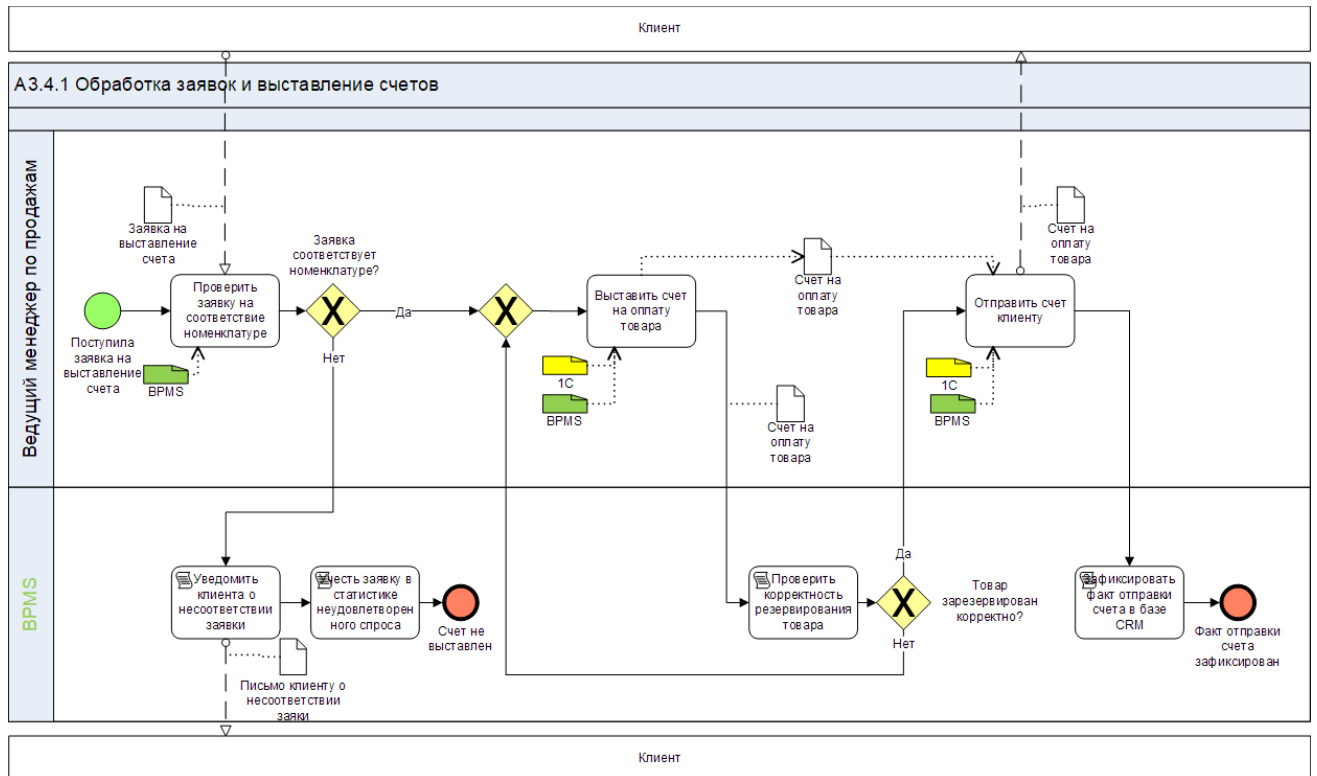 Клиент
А3.4.1 Обработка заявок и выставление счетов
Ведущий менеджер по продажам
Заявка на
выставление
счета
Поступила
заявка на
выставление
счета
Проверить
заявку на
соответствие
номенклатуре
BPMS
Заявка
соответствует
номенклатуре?
Да
Нет
Выставить счет
на оплату
товара
1С
BPMS
Счет на
оплату
товара
Счет на
оплату
товара
Отправить счет
клиенту
1С
BPMS
Счет на
оплату
товара
BPMS
Уведомить
клиента о
несоответствии
заявки
Учесть заявку в
статистике
неудовлетворен
ного спроса
Счет не
выставлен
Письмо клиенту о
несоответствии
заяки
Проверить
корректность
резервирования
товара
Да
Товар
зарезервирован
корректно?
Нет
Зафиксировать
факт отправки
счета в базе
CRM
Факт отправки
счета
зафиксирован
Клиент